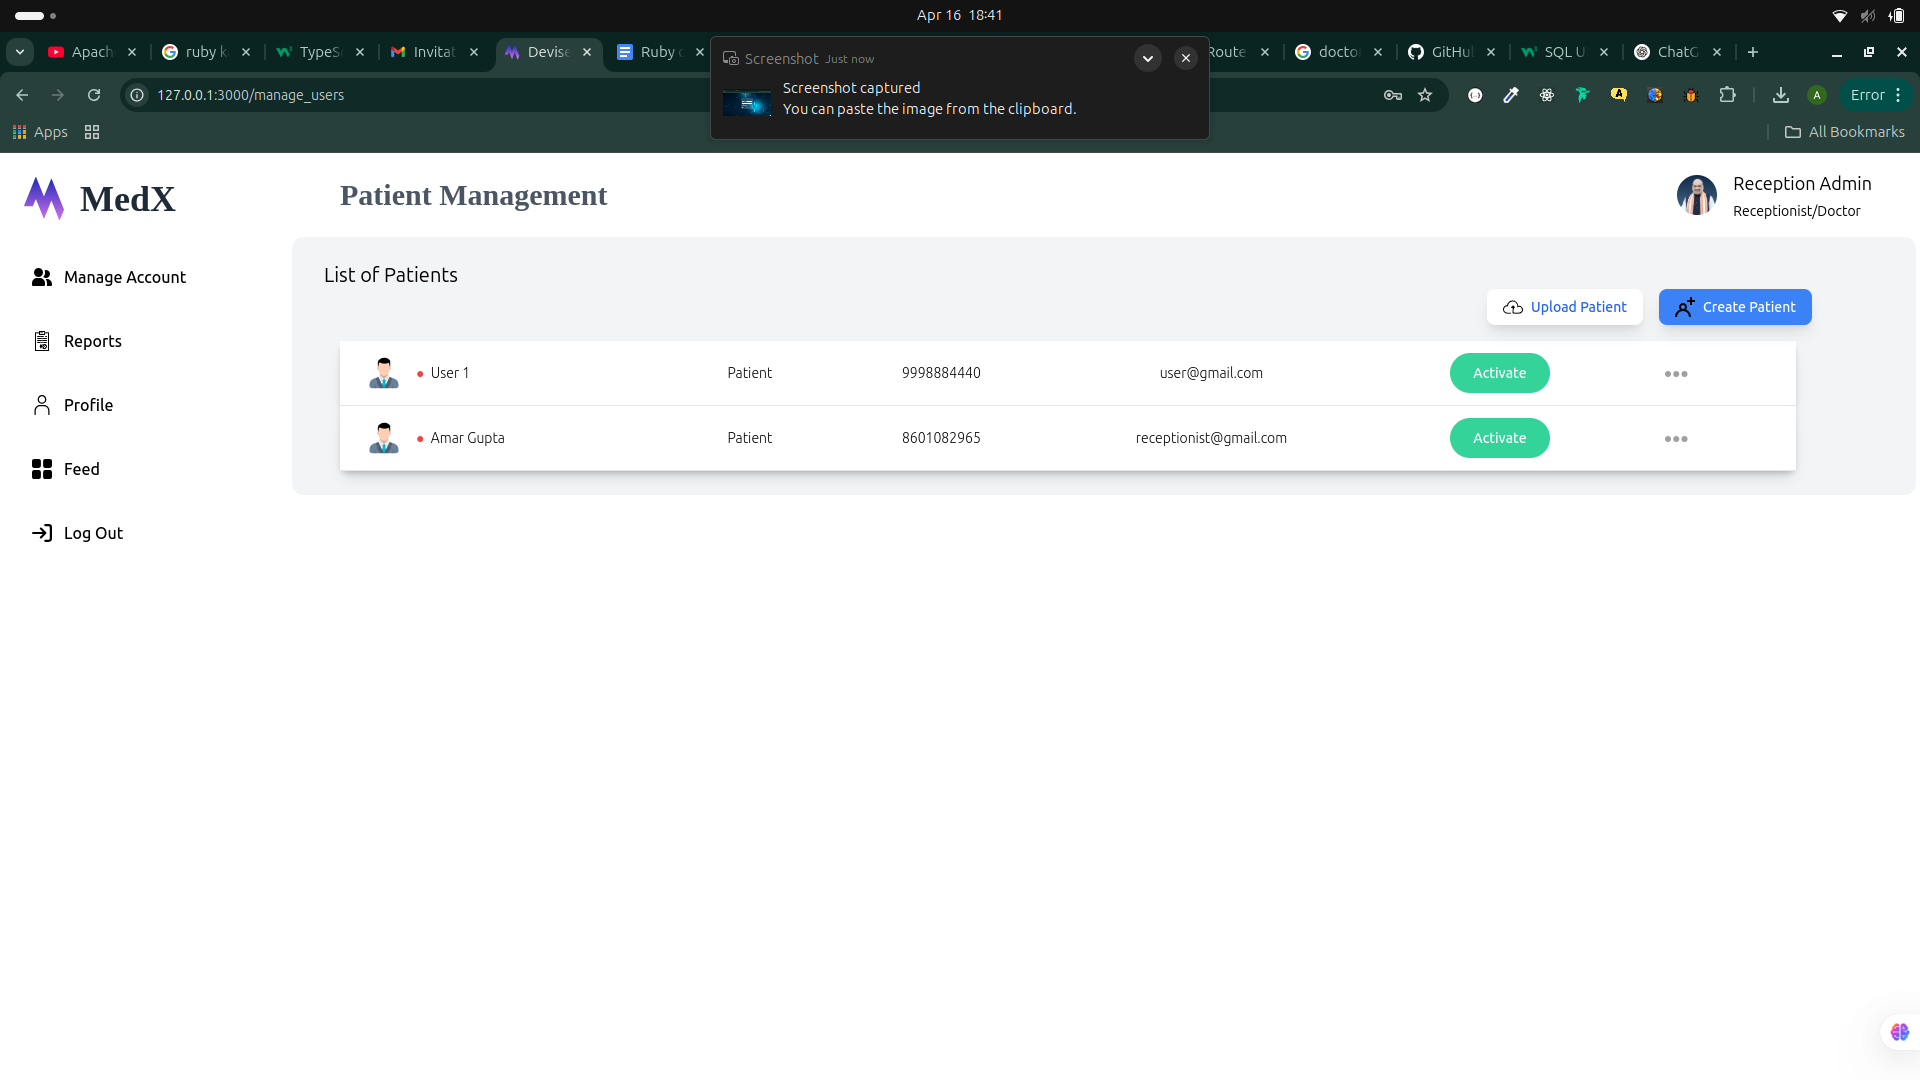 Apr 16 18:41
Apach
ruby k
TypeS
Invitat
Devise
Ruby
Route
docto
GitHu
SQL U
ChatG
Screenshot Just now
Screenshot captured
You can paste the image from the clipboard.
127.0.0.1:3000/manage_users
A
Error
Apps
All Bookmarks
MedX
Patient Management
Reception Admin
Receptionist/Doctor
Manage Account
Reports
Profile
Feed
Log Out
List of Patients
Upload Patient
Create Patient
User 1 Patient 9998884440 user@gmail.com Activate
Amar Gupta Patient 8601082965 receptionist@gmail.com Activate